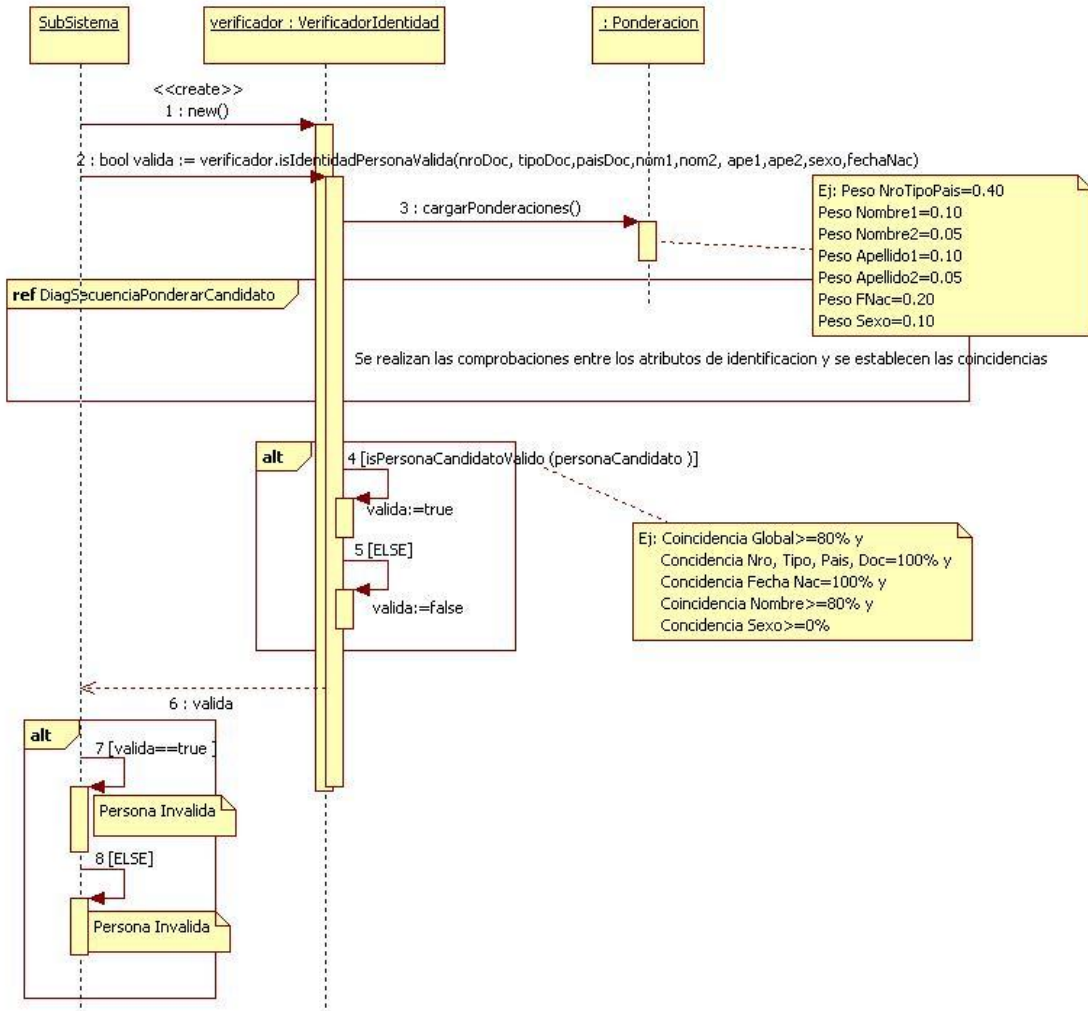 SubSistema
verificador : VerificadorIdentidad
: Ponderacion
<<create>>
1 : new()
2 : bool valida := verificador.isIdentidadPersonaValida(nroDoc, tipoDoc,paisDoc,nom1,nom2, ape1,ape2,sexo,fechaNac)
3 : cargarPonderaciones()
Ej: Peso NroTipoPais=0.40
Peso Nombre1=0.10
Peso Nombre2=0.05
Peso Apellido1=0.10
Peso Apellido2=0.05
Peso FNac=0.20
Peso Sexo=0.10
ref DiagSecuenciaPonderarCandidato
Se realizan las comprobaciones entre los atributos de identificacion y se establecen las coincidencias
alt
4 [isPersonaCandidatoValido (personaCandidato )]
valida:=true
5 [ELSE]
valida:=false
Ej: Coincidencia Global>=80% y
Concidencia Nro, Tipo, Pais, Doc=100% y
Concidencia Fecha Nac=100% y
Coincidencia Nombre>=80% y
Concidencia Sexo>=0%
6 : valida
alt
7 [valida==true ]
Persona Invalida
8 [ELSE]
Persona Invalida